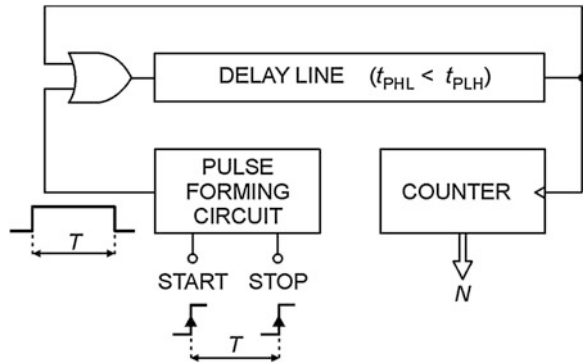 DELAY LINE (tPHL < tPLH)
PULSE
FORMING
CIRCUIT
COUNTER
T
START STOP
N
T